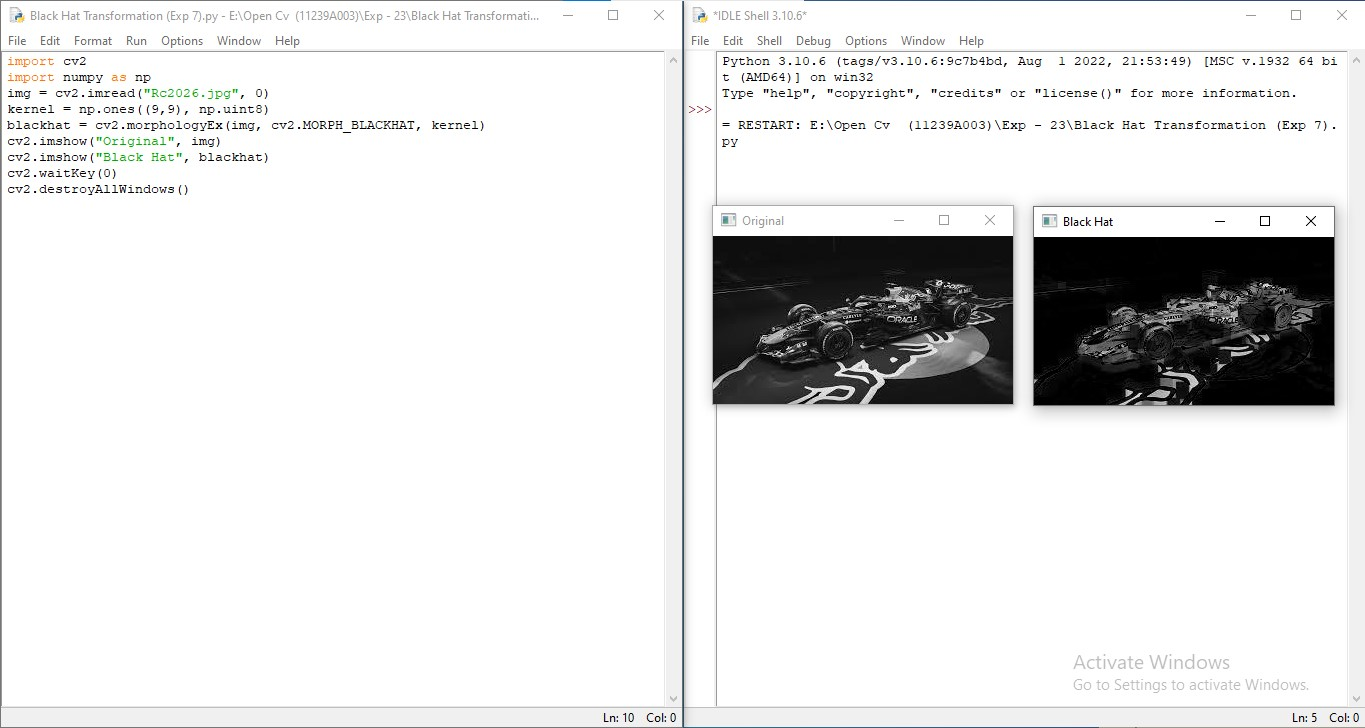 Black Hat Transformation (Exp 7).py - E:\Open Cv  (11239A003)\Exp - 23\Black Hat Transformati...
File Edit Format Run Options Window Help
import cv2
import numpy as np
img = cv2.imread("Rc2026.jpg", 0)
kernel = np.ones((9,9), np.uint8)
blackhat = cv2.morphologyEx(img, cv2.MORPH_BLACKHAT, kernel)
cv2.imshow("Original", img)
cv2.imshow("Black Hat", blackhat)
cv2.waitKey(0)
cv2.destroyAllWindows()
Ln: 10 Col: 0
*IDLE Shell 3.10.6*
File Edit Shell Debug Options Window Help
Python 3.10.6 (tags/v3.10.6:9c7b4bd, Aug  1 2022, 21:53:49) [MSC v.1932 64 bi
t (AMD64)] on win32
Type "help", "copyright", "credits" or "license()" for more information.
>>>
= RESTART: E:\Open Cv  (11239A003)\Exp - 23\Black Hat Transformation (Exp 7).
py
Original
ORACLE
Black Hat
ORACLE
Activate Windows
Go to Settings to activate Windows.
Ln: 5 Col: 0